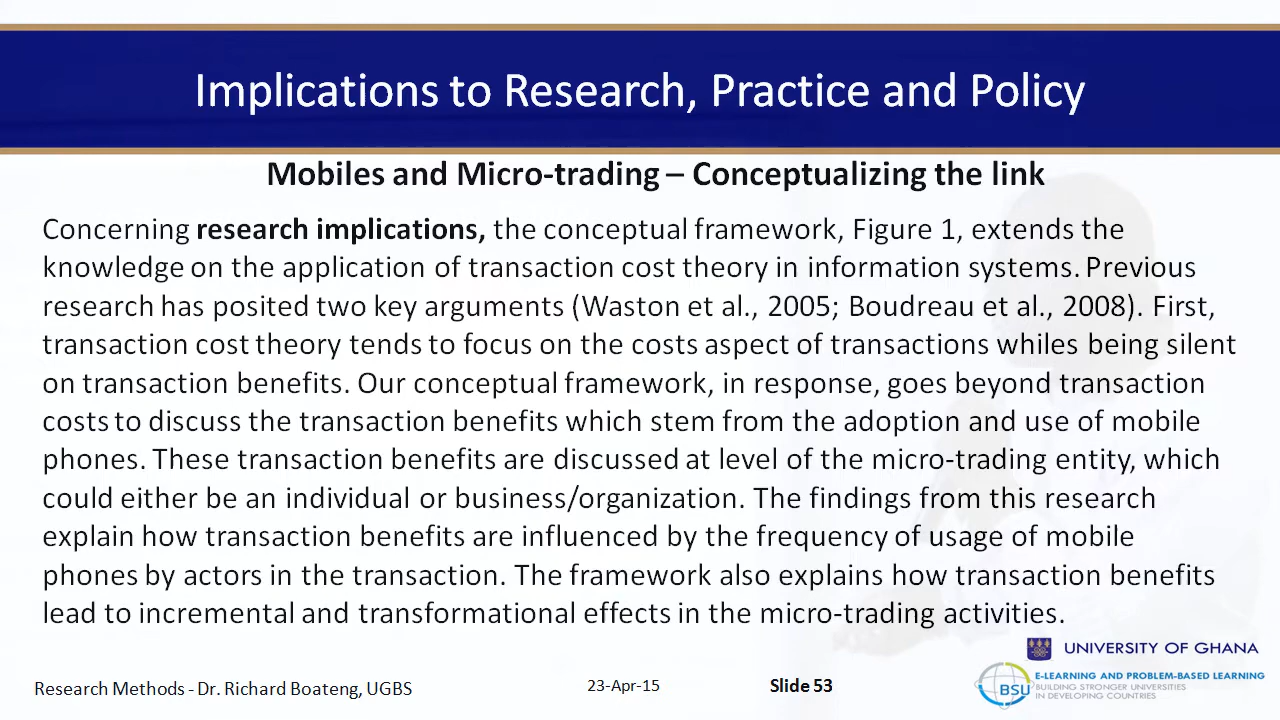 Implications to Research, Practice and Policy
Mobiles and Micro-trading – Conceptualizing the link
Concerning research implications, the conceptual framework, Figure 1, extends the
knowledge on the application of transaction cost theory in information systems. Previous
research has posited two key arguments (Waston et al., 2005; Boudreau et al., 2008). First,
transaction cost theory tends to focus on the costs aspect of transactions whiles being silent
on transaction benefits. Our conceptual framework, in response, goes beyond transaction
costs to discuss the transaction benefits which stem from the adoption and use of mobile
phones. These transaction benefits are discussed at level of the micro-trading entity, which
could either be an individual or business/organization. The findings from this research
explain how transaction benefits are influenced by the frequency of usage of mobile
phones by actors in the transaction. The framework also explains how transaction benefits
lead to incremental and transformational effects in the micro-trading activities.
UNIVERSITY OF GHANA
BSU
E-LEARNING AND PROBLEM-BASED LEARNING
BUILDING STRONGER UNIVERSITIES
IN DEVELOPING COUNTRIES
Research Methods - Dr. Richard Boateng, UGBS
23-Apr-15
Slide 53